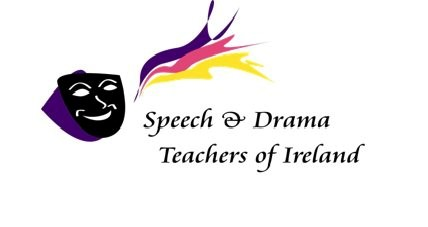 Speech & Drama
Teachers of Ireland